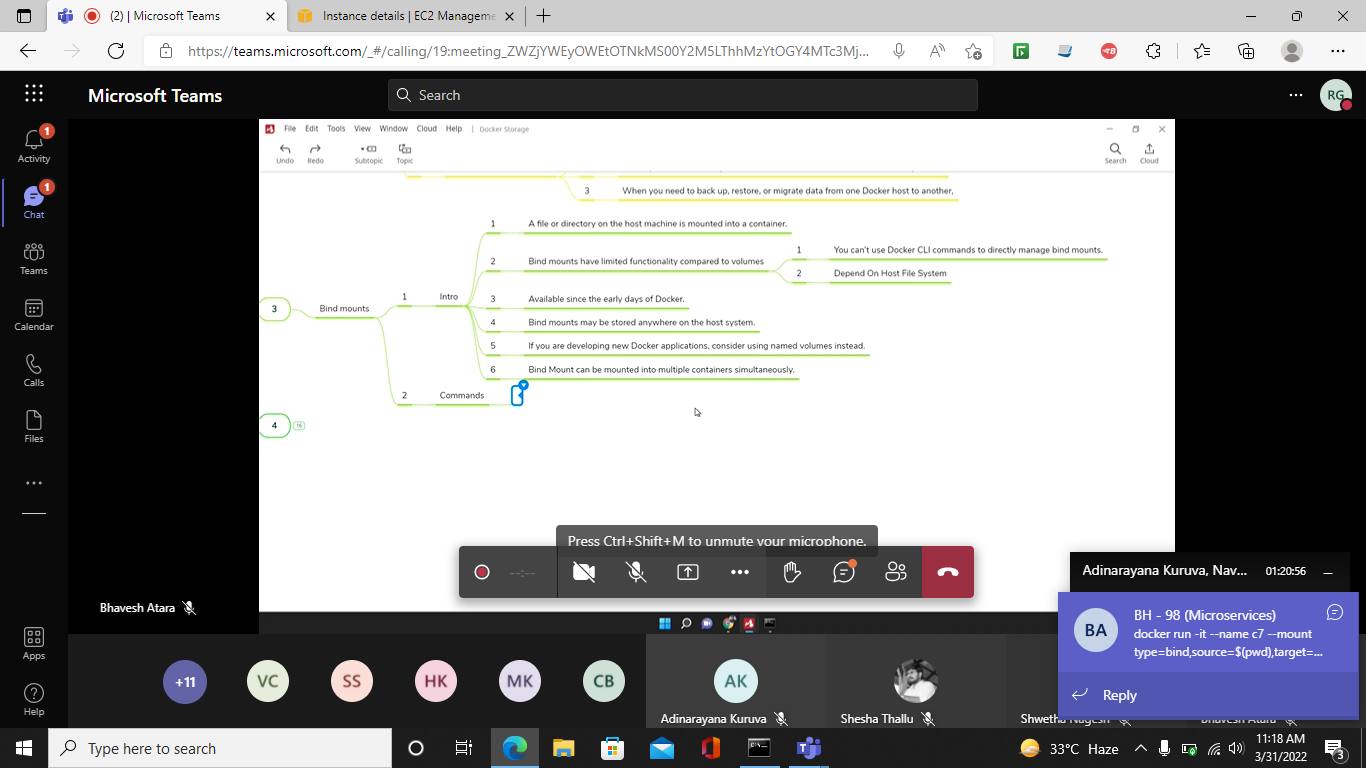 (2) | Microsoft Teams
Instance details | EC2 Manageme
https://teams.microsoft.com/_#/calling/19:meeting_ZWZjYWEyOWEtOTNkMS00Y2M5LThhMzYtOGY4MTc3Mj...
Microsoft Teams
Search
RG
1
Activity
1
Chat
Teams
Calendar
Calls
Files
Apps
Help
File Edit Tools View Window Cloud Help | Docker Storage
Undo Redo Subtopic Topic Search Cloud
3 When you need to back up, restore, or migrate data from one Docker host to another,
1 A file or directory on the host machine is mounted into a container.
1 You can't use Docker CLI commands to directly manage bind mounts.
2 Bind mounts have limited functionality compared to volumes
2 Depend On Host File System
3 Bind mounts 1 Intro
3 Available since the early days of Docker.
4 Bind mounts may be stored anywhere on the host system.
5 If you are developing new Docker applications, consider using named volumes instead.
6 Bind Mount can be mounted into multiple containers simultaneously.
2 Commands
4 16
Press Ctrl+Shift+M to unmute your microphone.
--:--
Bhavesh Atara
Adinarayana Kuruva, Nav... 01:20:56
BA
BH - 98 (Microservices)
docker run -it --name c7 --mount
type=bind,source=$(pwd),target=...
Reply
+11 VC SS HK MK CB AK
Adinarayana Kuruva Shesha Thallu Shwetha Nagesh Bhavesh Atara
Type here to search
33°C Haze
11:18 AM
3/31/2022
3